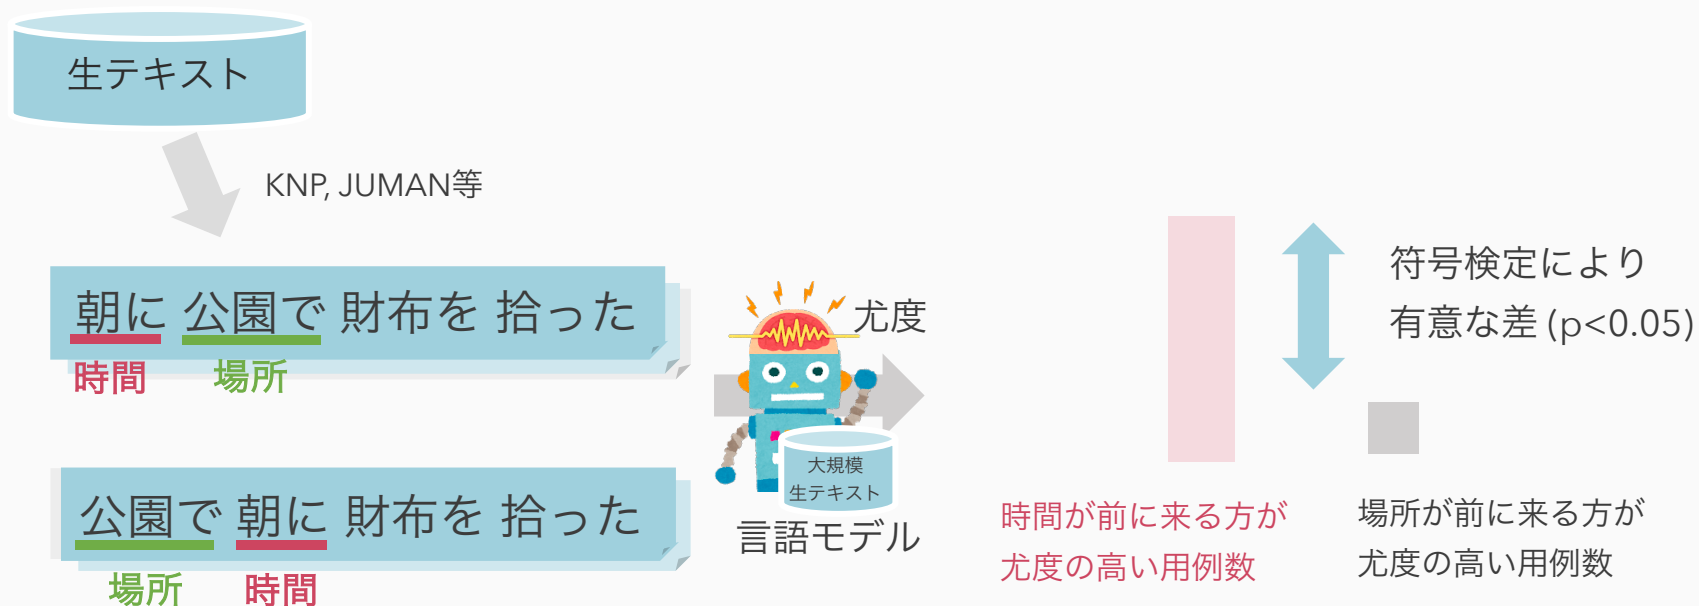 生テキスト
KNP, JUMAN等
朝に 公園で 財布を 拾った
時間 場所
公園で 朝に 財布を 拾った
場所 時間
尤度
大規模
生テキスト
言語モデル
符号検定により
有意な差 (p<0.05)
時間が前に来る方が
尤度の高い用例数
場所が前に来る方が
尤度の高い用例数